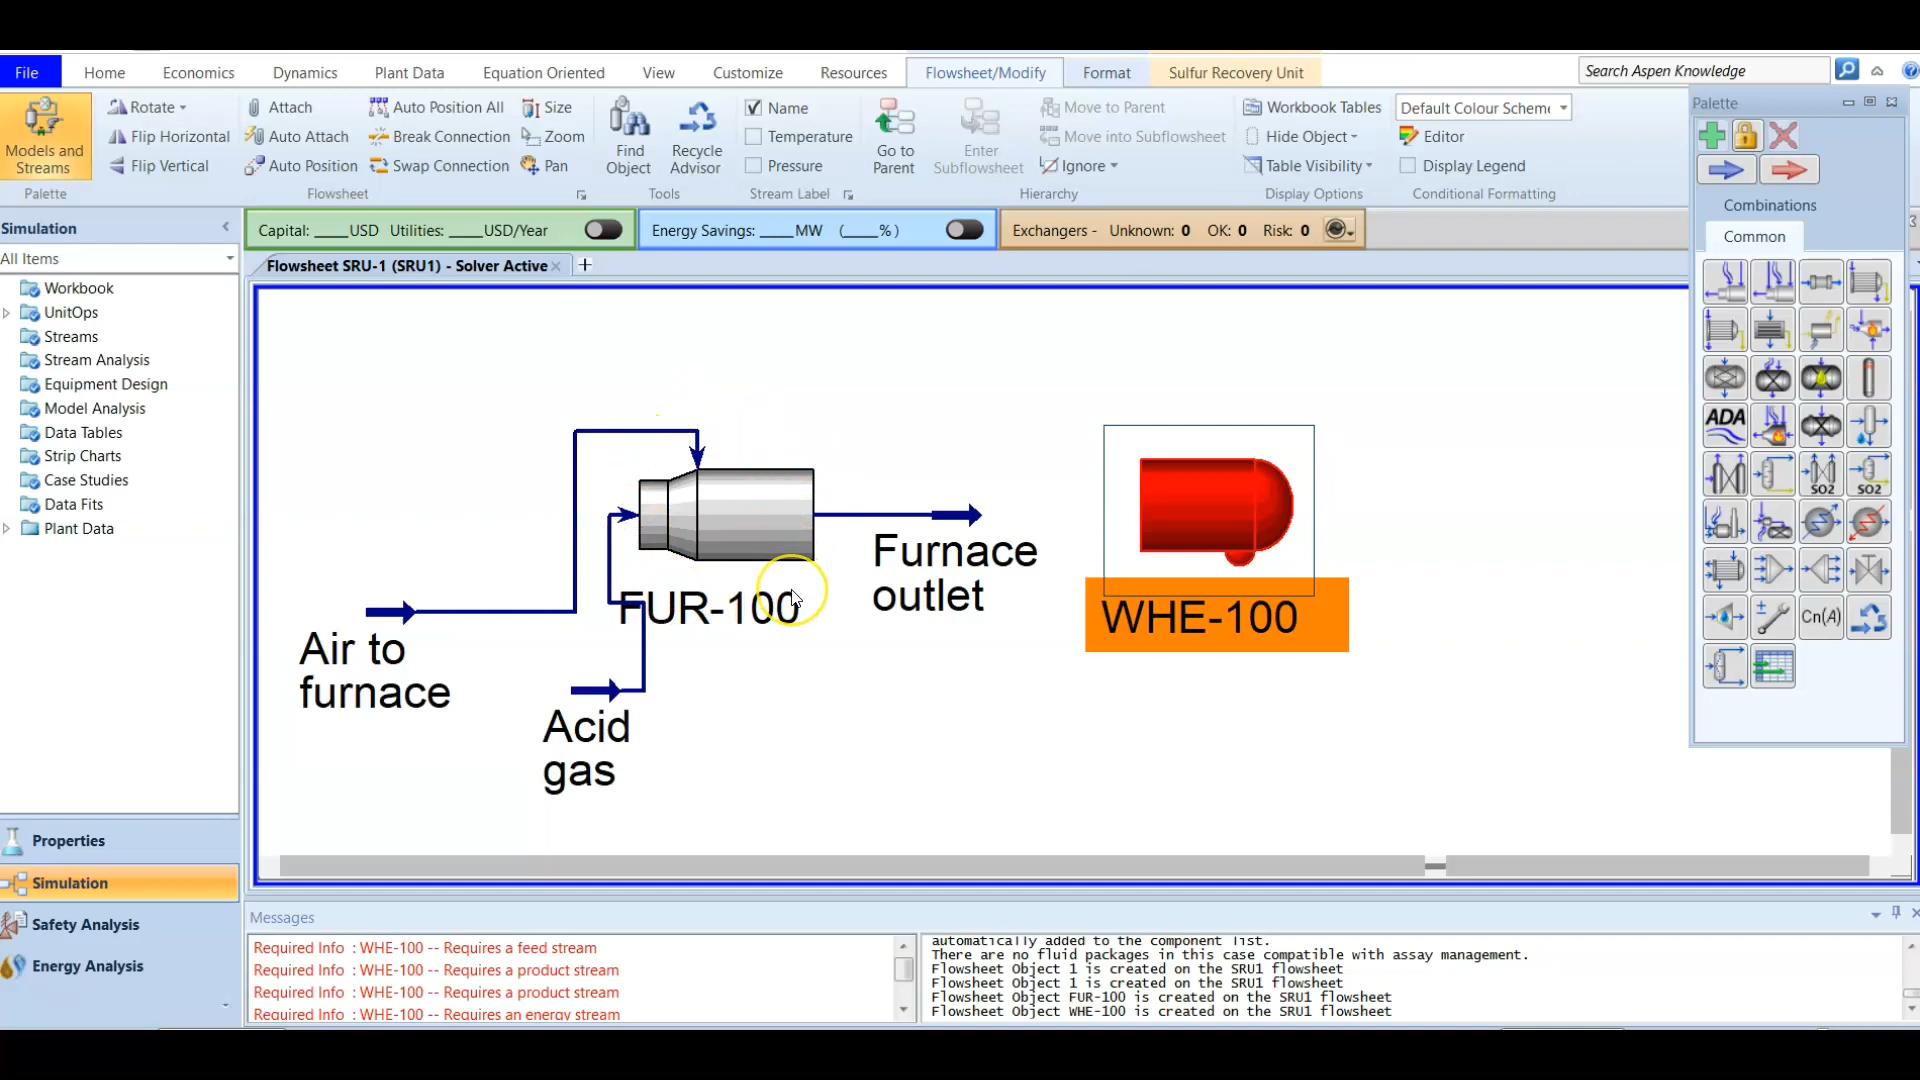 File Home Economics Dynamics Plant Data Equation Oriented View Customize Resources Flowsheet/Modify Format Sulfur Recovery Unit Search Aspen Knowledge
Models and Streams
Rotate Attach Auto Position All Size
Flip Horizontal Auto Attach Break Connection Zoom
Flip Vertical Auto Position Swap Connection Pan
Find Object
Recycle Advisor
Name
Temperature
Pressure
Go to Parent
Enter Subflowsheet
Move to Parent
Move into Subflowsheet
Ignore
Workbook Tables
Hide Object
Table Visibility
Default Colour Scheme
Editor
Display Legend
Palette Flowsheet Tools Stream Label Hierarchy Display Options Conditional Formatting
Palette
Combinations
Common
ADA
SO2 SO2
Cn(A)
Simulation
All Items
Workbook
UnitOps
Streams
Stream Analysis
Equipment Design
Model Analysis
Data Tables
Strip Charts
Case Studies
Data Fits
Plant Data
Properties
Simulation
Safety Analysis
Energy Analysis
Capital: ____USD Utilities: ____USD/Year
Energy Savings: ____MW (____%)
Exchangers - Unknown: 0 OK: 0 Risk: 0
Flowsheet SRU-1 (SRU1) - Solver Active
Furnace
outlet
FUR-100
WHE-100
Air to
furnace
Acid
gas
Messages
Required Info : WHE-100 -- Requires a feed stream
Required Info : WHE-100 -- Requires a product stream
Required Info : WHE-100 -- Requires a product stream
Required Info : WHE-100 -- Requires an energy stream
automatically added to the component list.
There are no fluid packages in this case compatible with assay management.
Flowsheet Object 1 is created on the SRU1 flowsheet
Flowsheet Object 1 is created on the SRU1 flowsheet
Flowsheet Object FUR-100 is created on the SRU1 flowsheet
Flowsheet Object WHE-100 is created on the SRU1 flowsheet